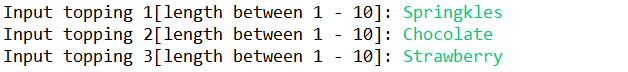 Input topping 1[length between 1 - 10]: Springkles
Input topping 2[length between 1 - 10]: Chocolate
Input topping 3[length between 1 - 10]: Strawberry